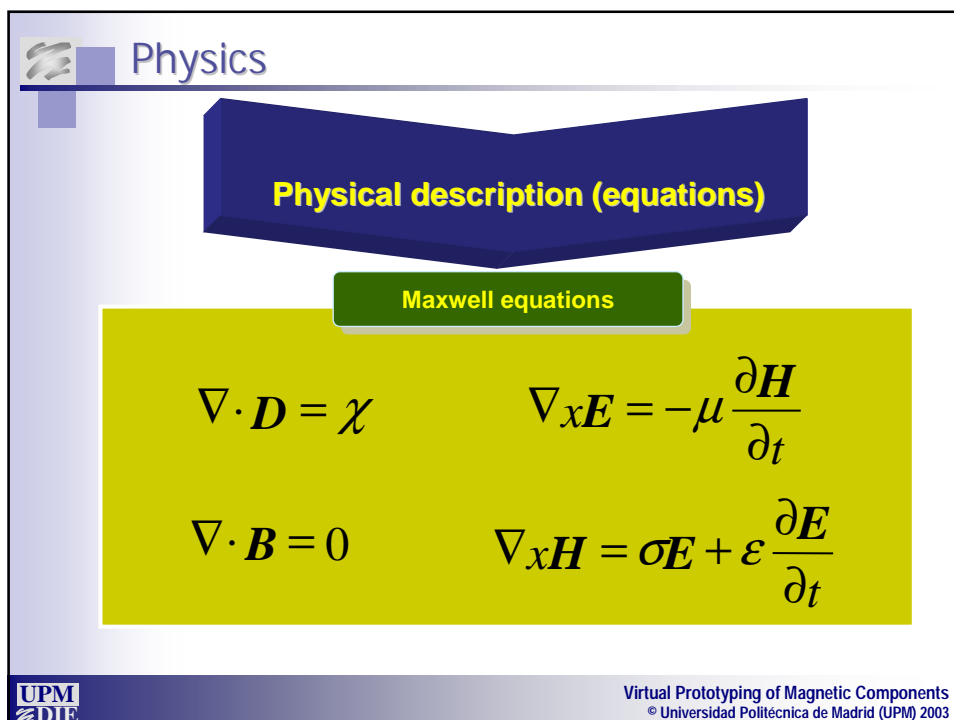 Physics
Physical description (equations)
Maxwell equations
∇· D = χ
∇xE = −μ ∂H/∂t
∇· B = 0
∇xH = σE + ε ∂E/∂t
UPM
DIE
Virtual Prototyping of Magnetic Components
© Universidad Politécnica de Madrid (UPM) 2003